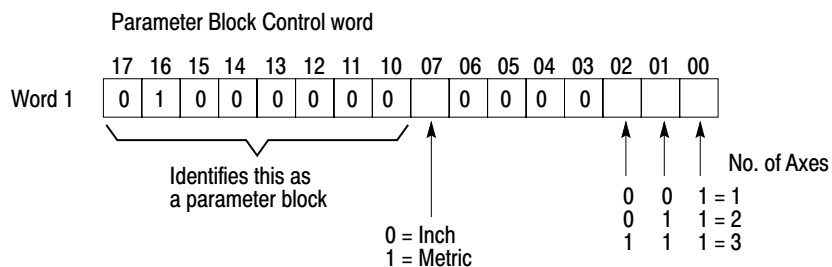 Parameter Block Control word
17 16 15 14 13 12 11 10 07 06 05 04 03 02 01 00
Word 1 0 1 0 0 0 0 0 0 0 0 0 0
Identifies this as
a parameter block
0 = Inch
1 = Metric
No. of Axes
0 0 1 = 1
0 1 1 = 2
1 1 1 = 3